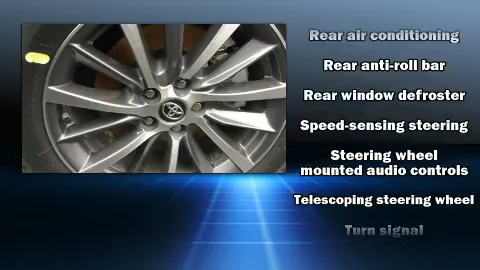 Rear air conditioning
Rear anti-roll bar
Rear window defroster
Speed-sensing steering
Steering wheel
mounted audio controls
Telescoping steering wheel
Turn signal